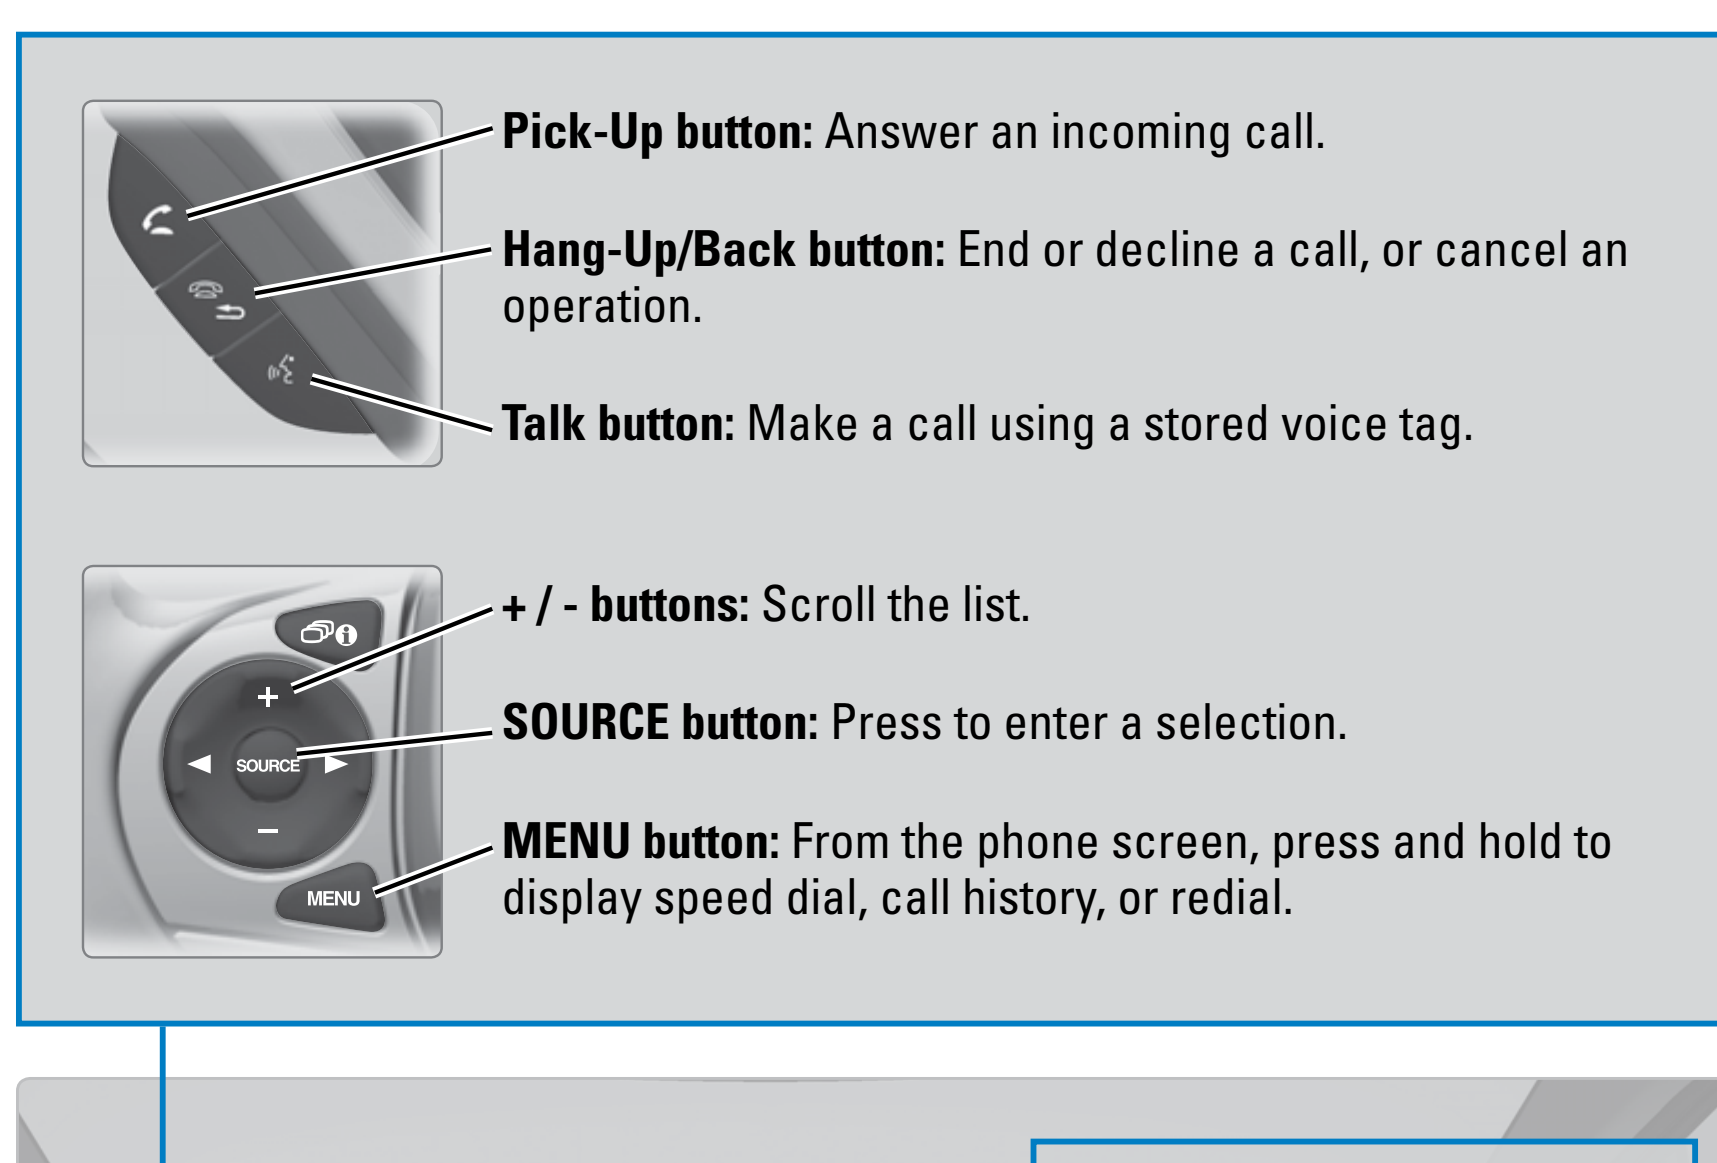 Pick-Up button: Answer an incoming call.
Hang-Up/Back button: End or decline a call, or cancel an
operation.
Talk button: Make a call using a stored voice tag.
+ / - buttons: Scroll the list.
+
SOURCE
−
MENU
SOURCE button: Press to enter a selection.
MENU button: From the phone screen, press and hold to
display speed dial, call history, or redial.